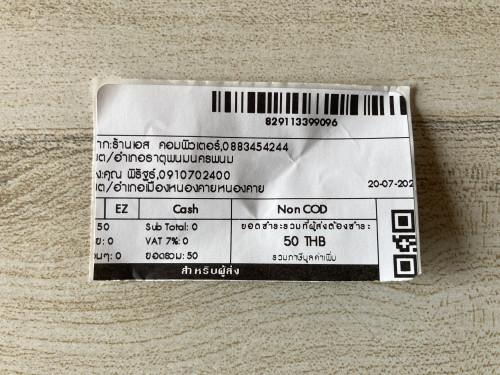 829113399096
าก:ร้านเอส คอมพิวเตอร์,0883454244
ขต/อำเภอธาตุพนมนครพนม
ง:คุณ พิธิฐร์,0910702400
ขต/อำเภอเมืองหนองคายหนองคาย
20-07-202
EZ Cash Non COD
50 Sub Total: 0 ยอดชำระรวมที่ผู้ส่งต้องชำระ
ย: 0 VAT 7%: 0 50 THB
นๆ: 0 ยอดรวม: 50 รวมภาษีมูลค่าเพิ่ม
สำหรับผู้ส่ง